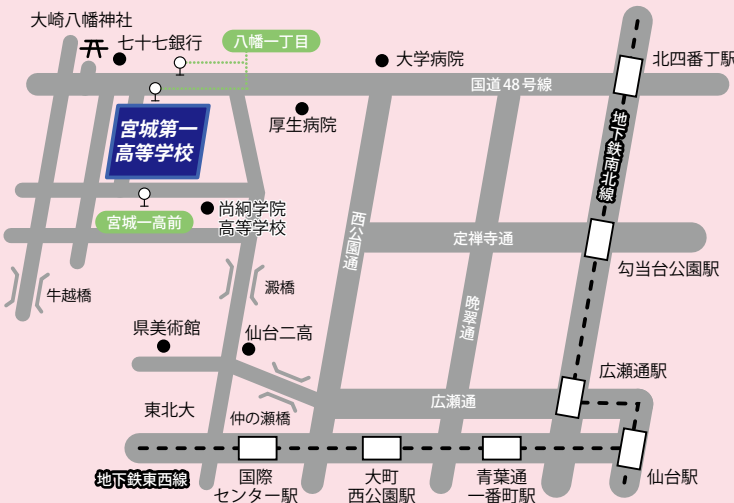 大崎八幡神社
七十七銀行
八幡一丁目
大学病院
北四番丁駅
国道48号線
宮城第一
高等学校
厚生病院
地下鉄南北線
宮城一高前
尚絅学院
高等学校
西公園通
定禅寺通
勾当台公園駅
牛越橋
澱橋
晩翠通
県美術館
仙台二高
広瀬通駅
東北大
仲の瀬橋
広瀬通
地下鉄東西線
国際
センター駅
大町
西公園駅
青葉通
一番町駅
仙台駅